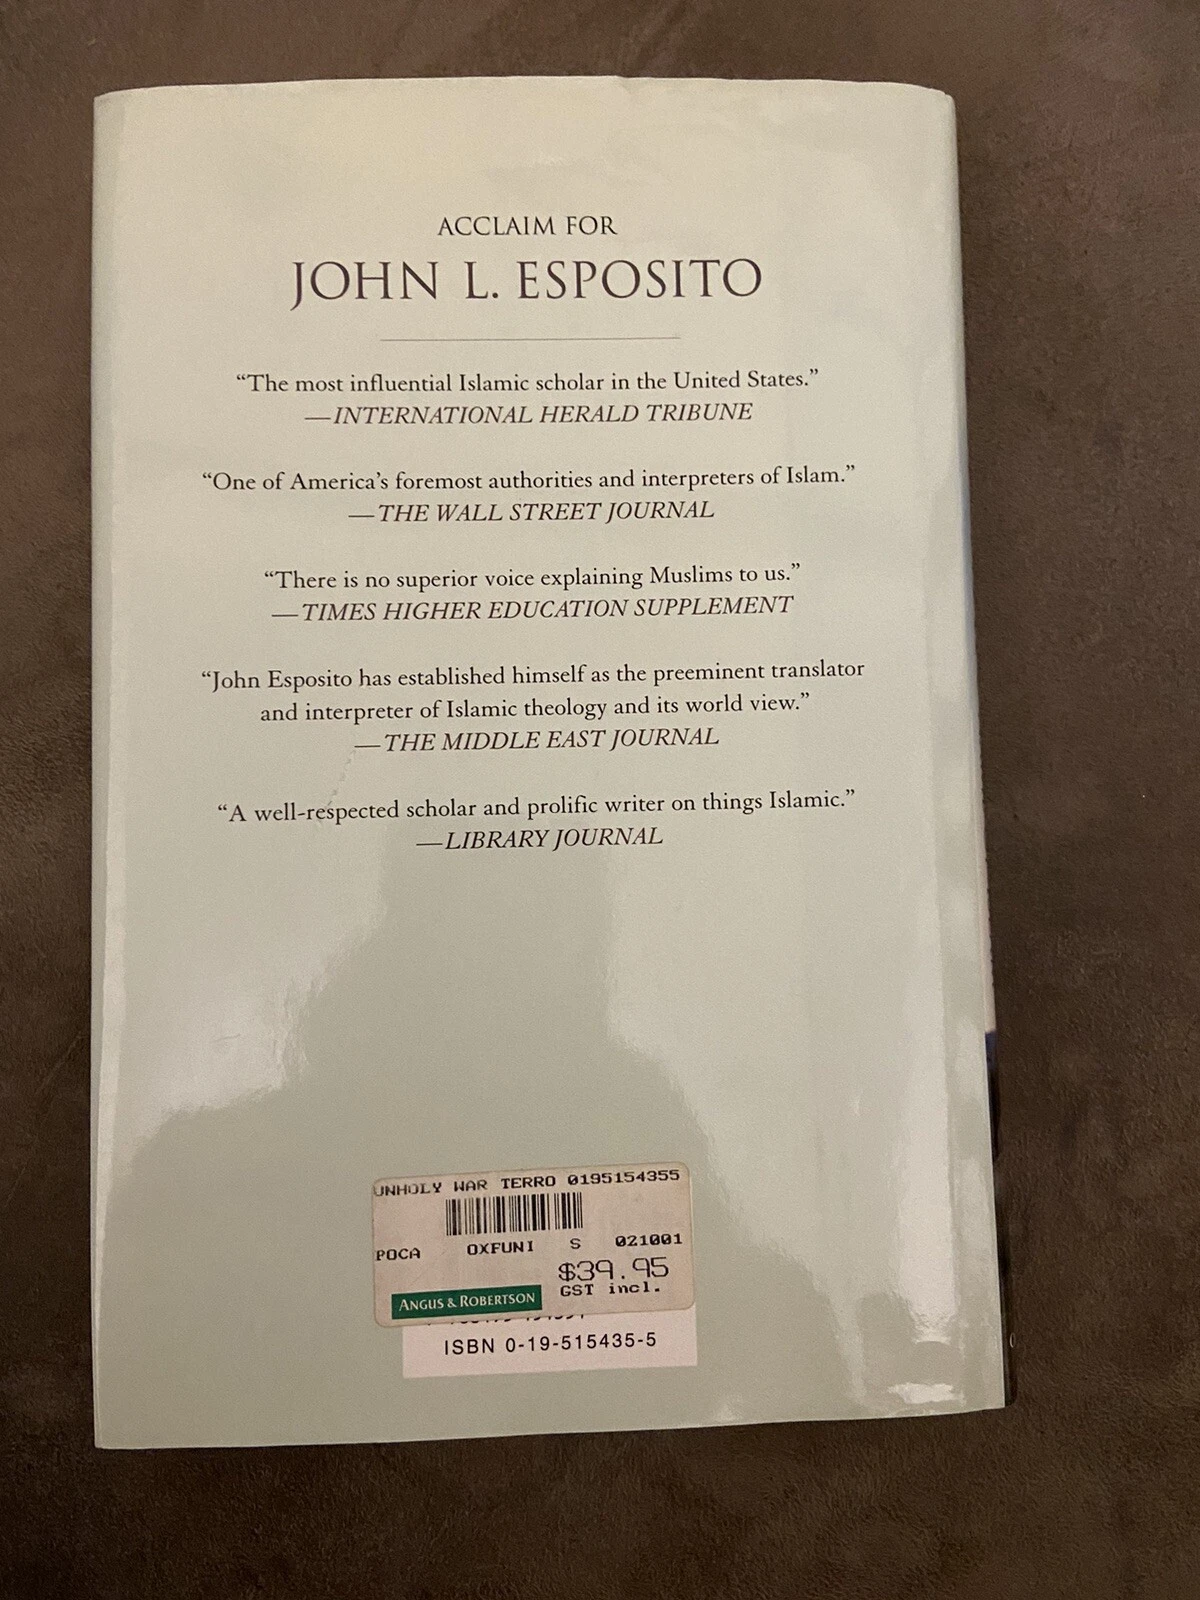 ACCLAIM FOR
JOHN L. ESPOSITO
“The most influential Islamic scholar in the United States.”
—INTERNATIONAL HERALD TRIBUNE
“One of America’s foremost authorities and interpreters of Islam.”
—THE WALL STREET JOURNAL
“There is no superior voice explaining Muslims to us.”
—TIMES HIGHER EDUCATION SUPPLEMENT
“John Esposito has established himself as the preeminent translator
and interpreter of Islamic theology and its world view.”
—THE MIDDLE EAST JOURNAL
“A well-respected scholar and prolific writer on things Islamic.”
—LIBRARY JOURNAL
UNHOLY WAR TERRO 0195154355
POCA OXFUNI S 021001
$39.95
GST incl.
ANGUS & ROBERTSON
ISBN 0-19-515435-5